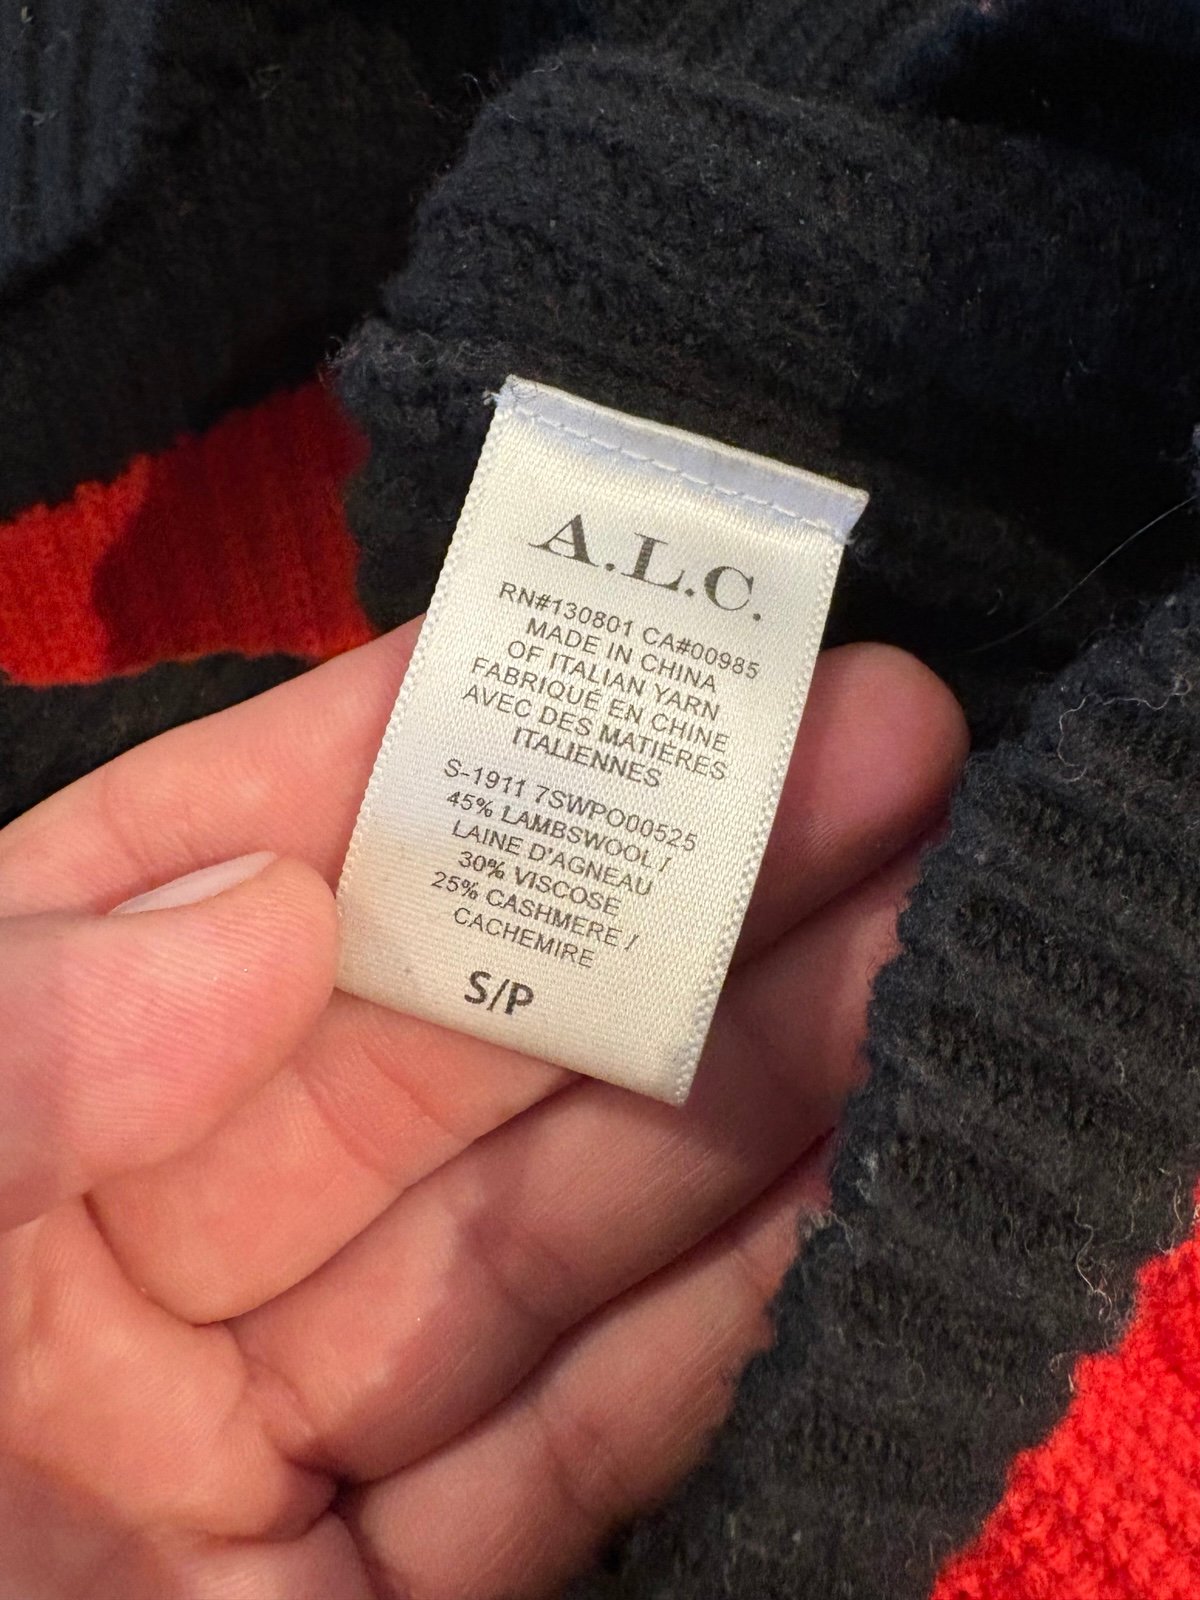 A.L.C.
RN#130801 CA#00985
MADE IN CHINA
OF ITALIAN YARN
FABRIQUÉ EN CHINE
AVEC DES MATIÈRES
ITALIENNES
S-1911 7SWPO00525
45% LAMBSWOOL /
LAINE D'AGNEAU
30% VISCOSE
25% CASHMERE /
CACHEMIRE
S/P